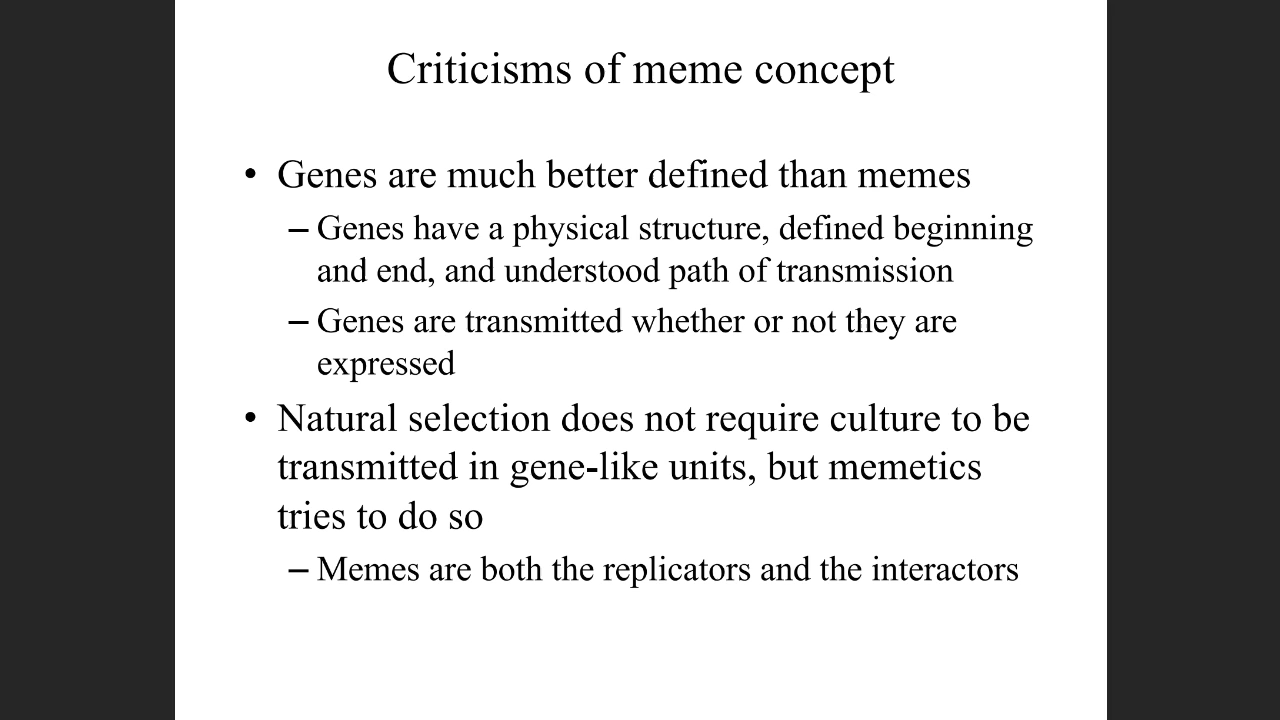 Criticisms of meme concept
• Genes are much better defined than memes
– Genes have a physical structure, defined beginning
and end, and understood path of transmission
– Genes are transmitted whether or not they are
expressed
• Natural selection does not require culture to be
transmitted in gene-like units, but memetics
tries to do so
– Memes are both the replicators and the interactors